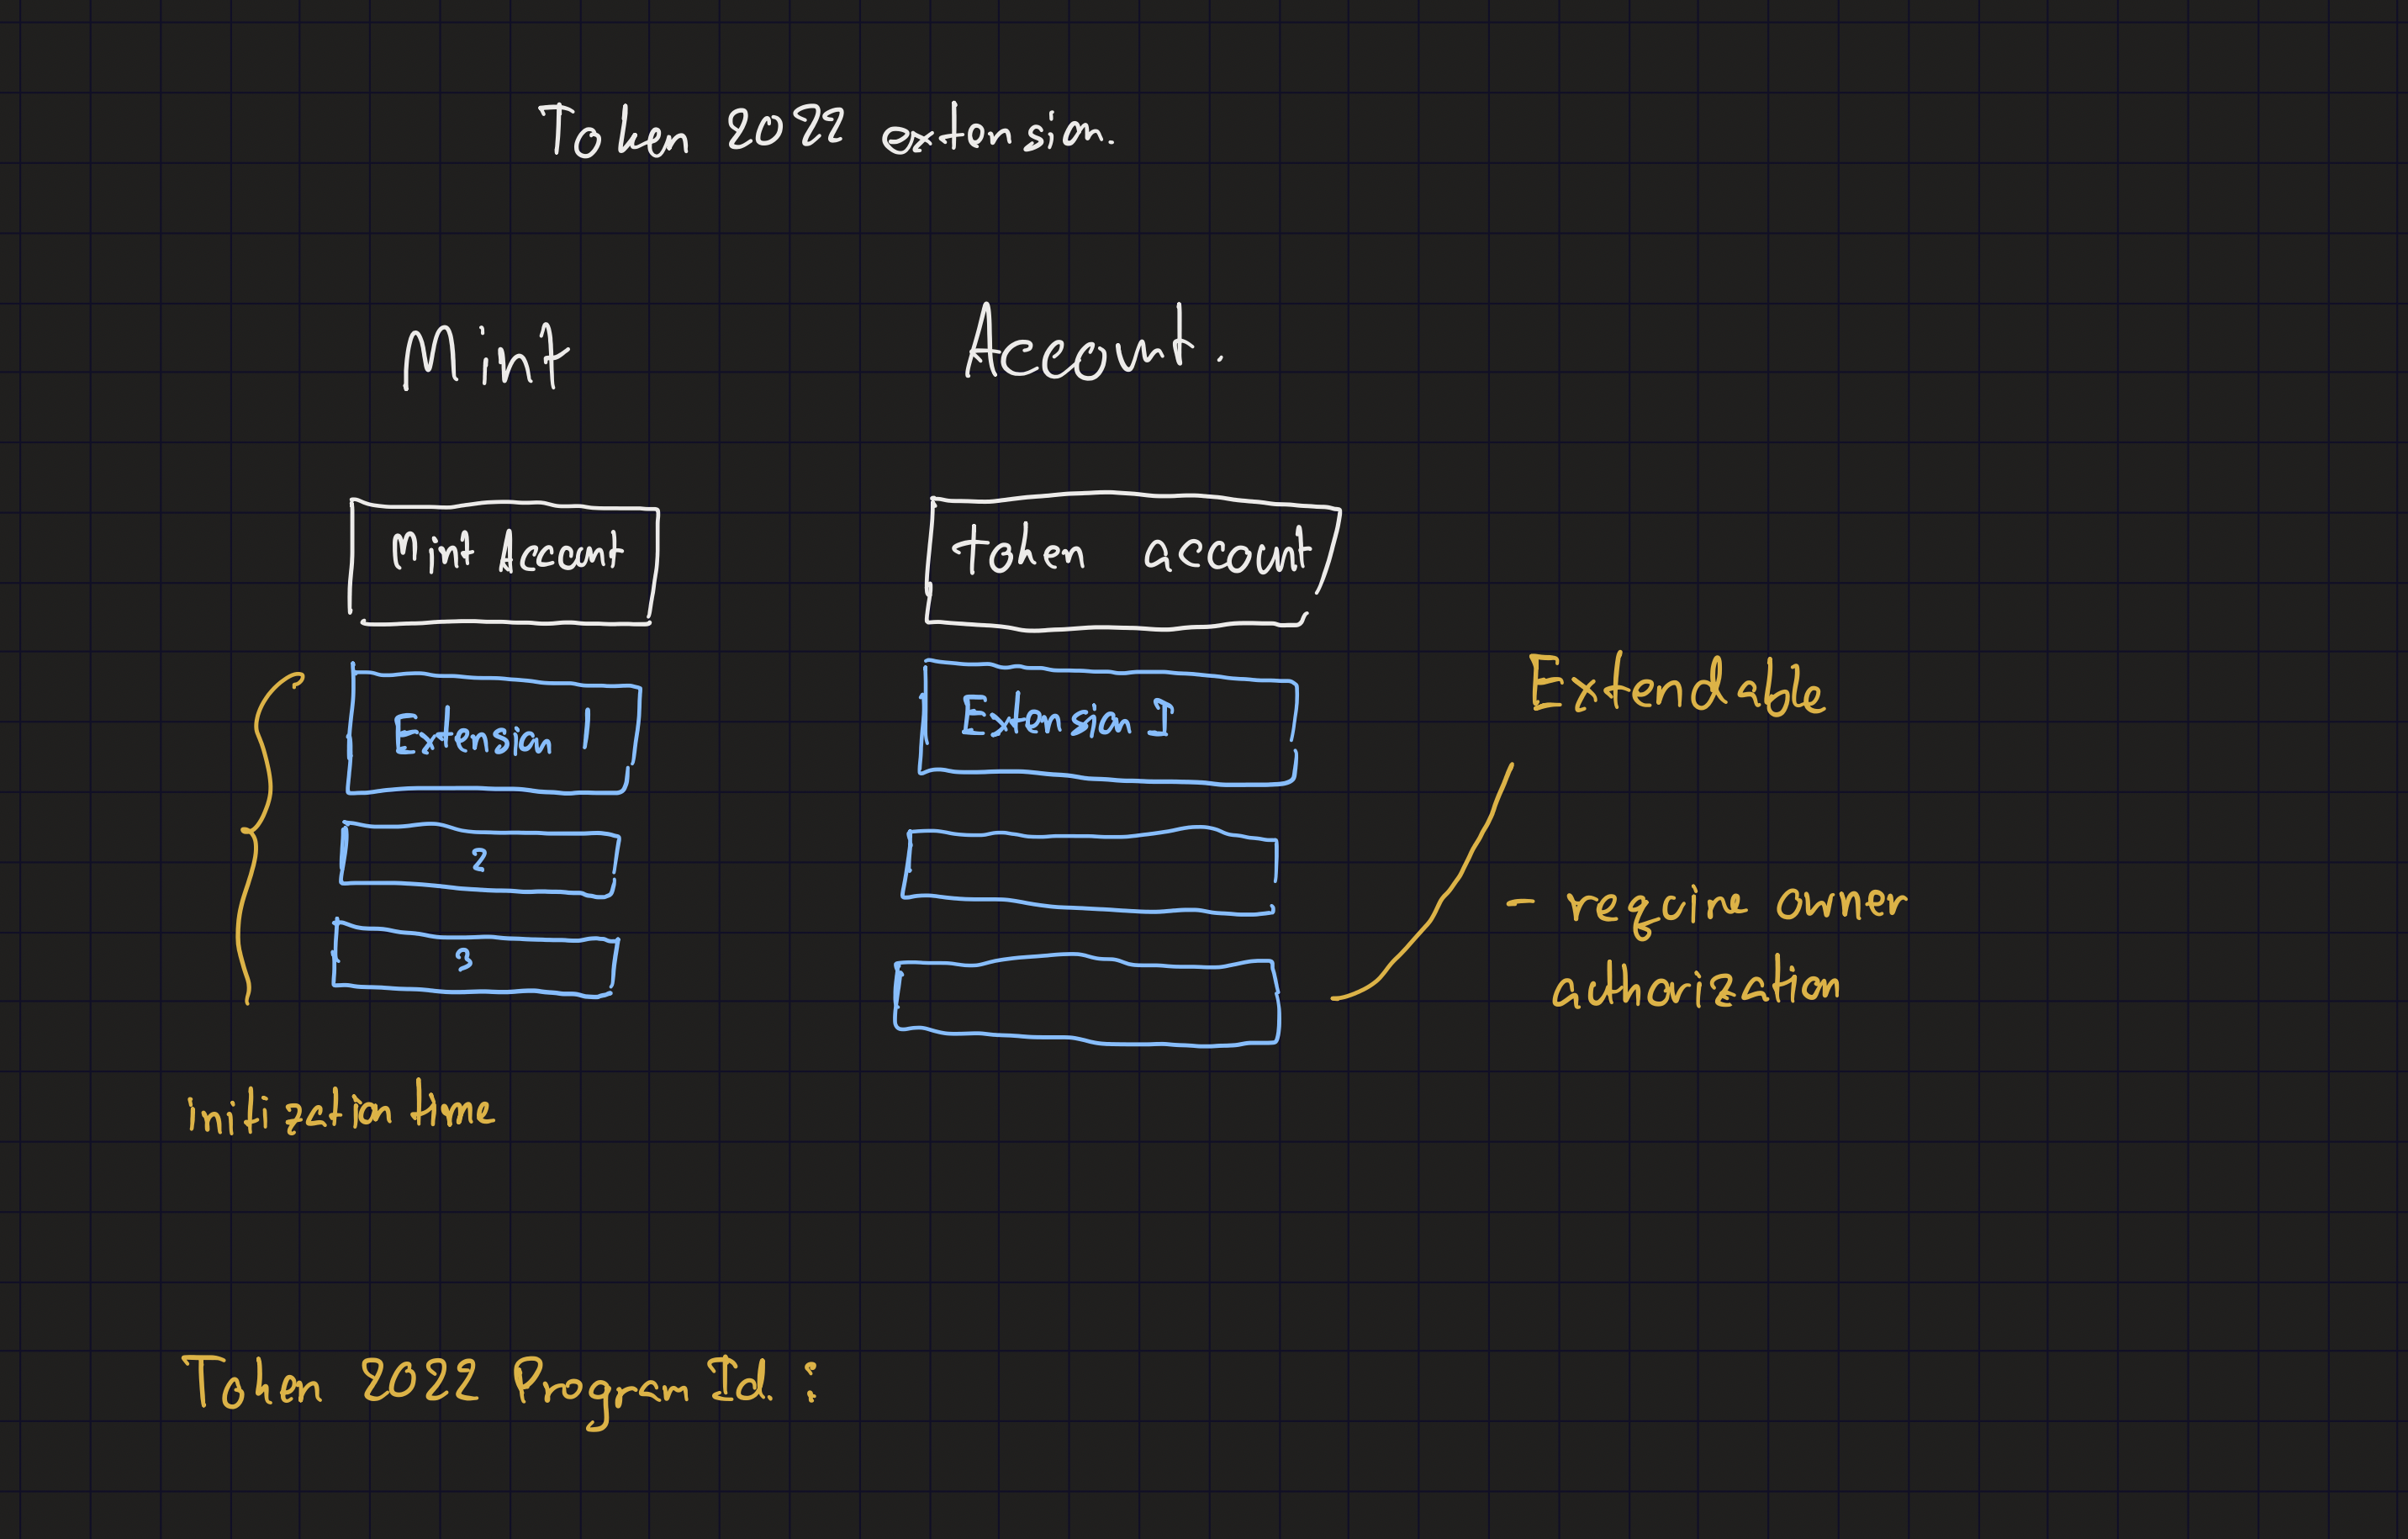 Token 2022 extension.
Mint
Account.
Mint Account
token account
Extension 1
Extension I
Extendable
2
3
- require owner
authorization
initization time
Token 2022 Program Id. :